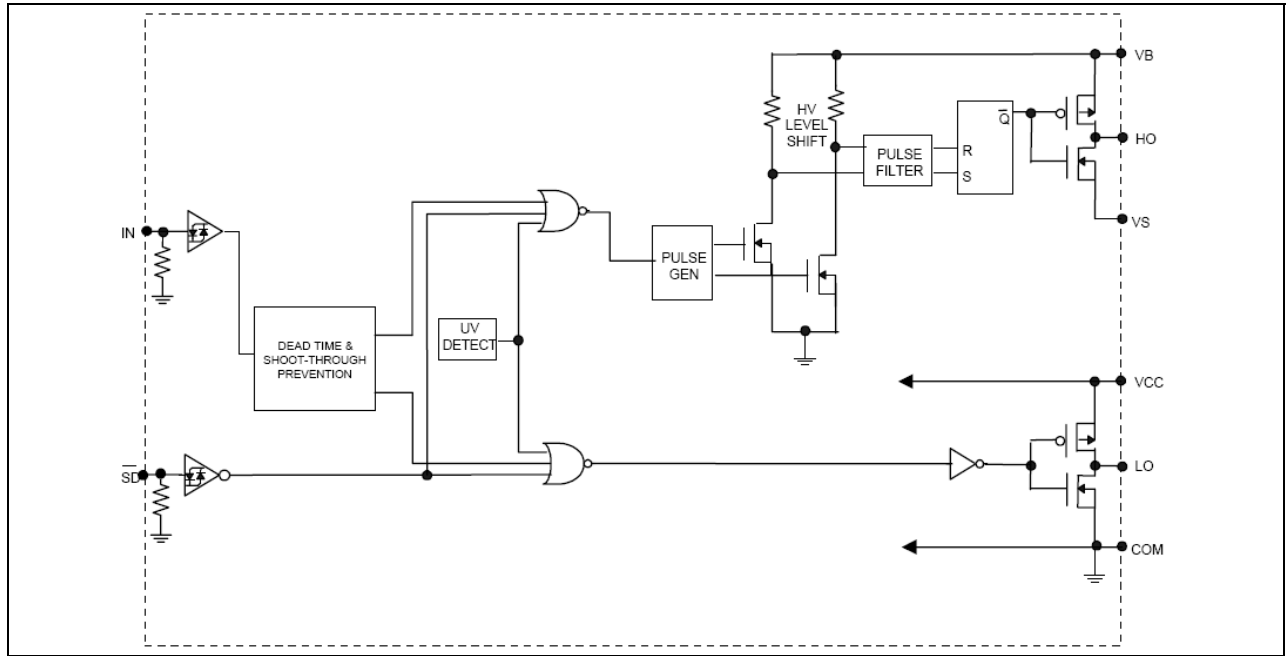 VB
HV
LEVEL
SHIFT
Q̅
HO
PULSE
FILTER
R
S
VS
IN
PULSE
GEN
UV
DETECT
DEAD TIME &
SHOOT-THROUGH
PREVENTION
VCC
S̅D̅
LO
COM